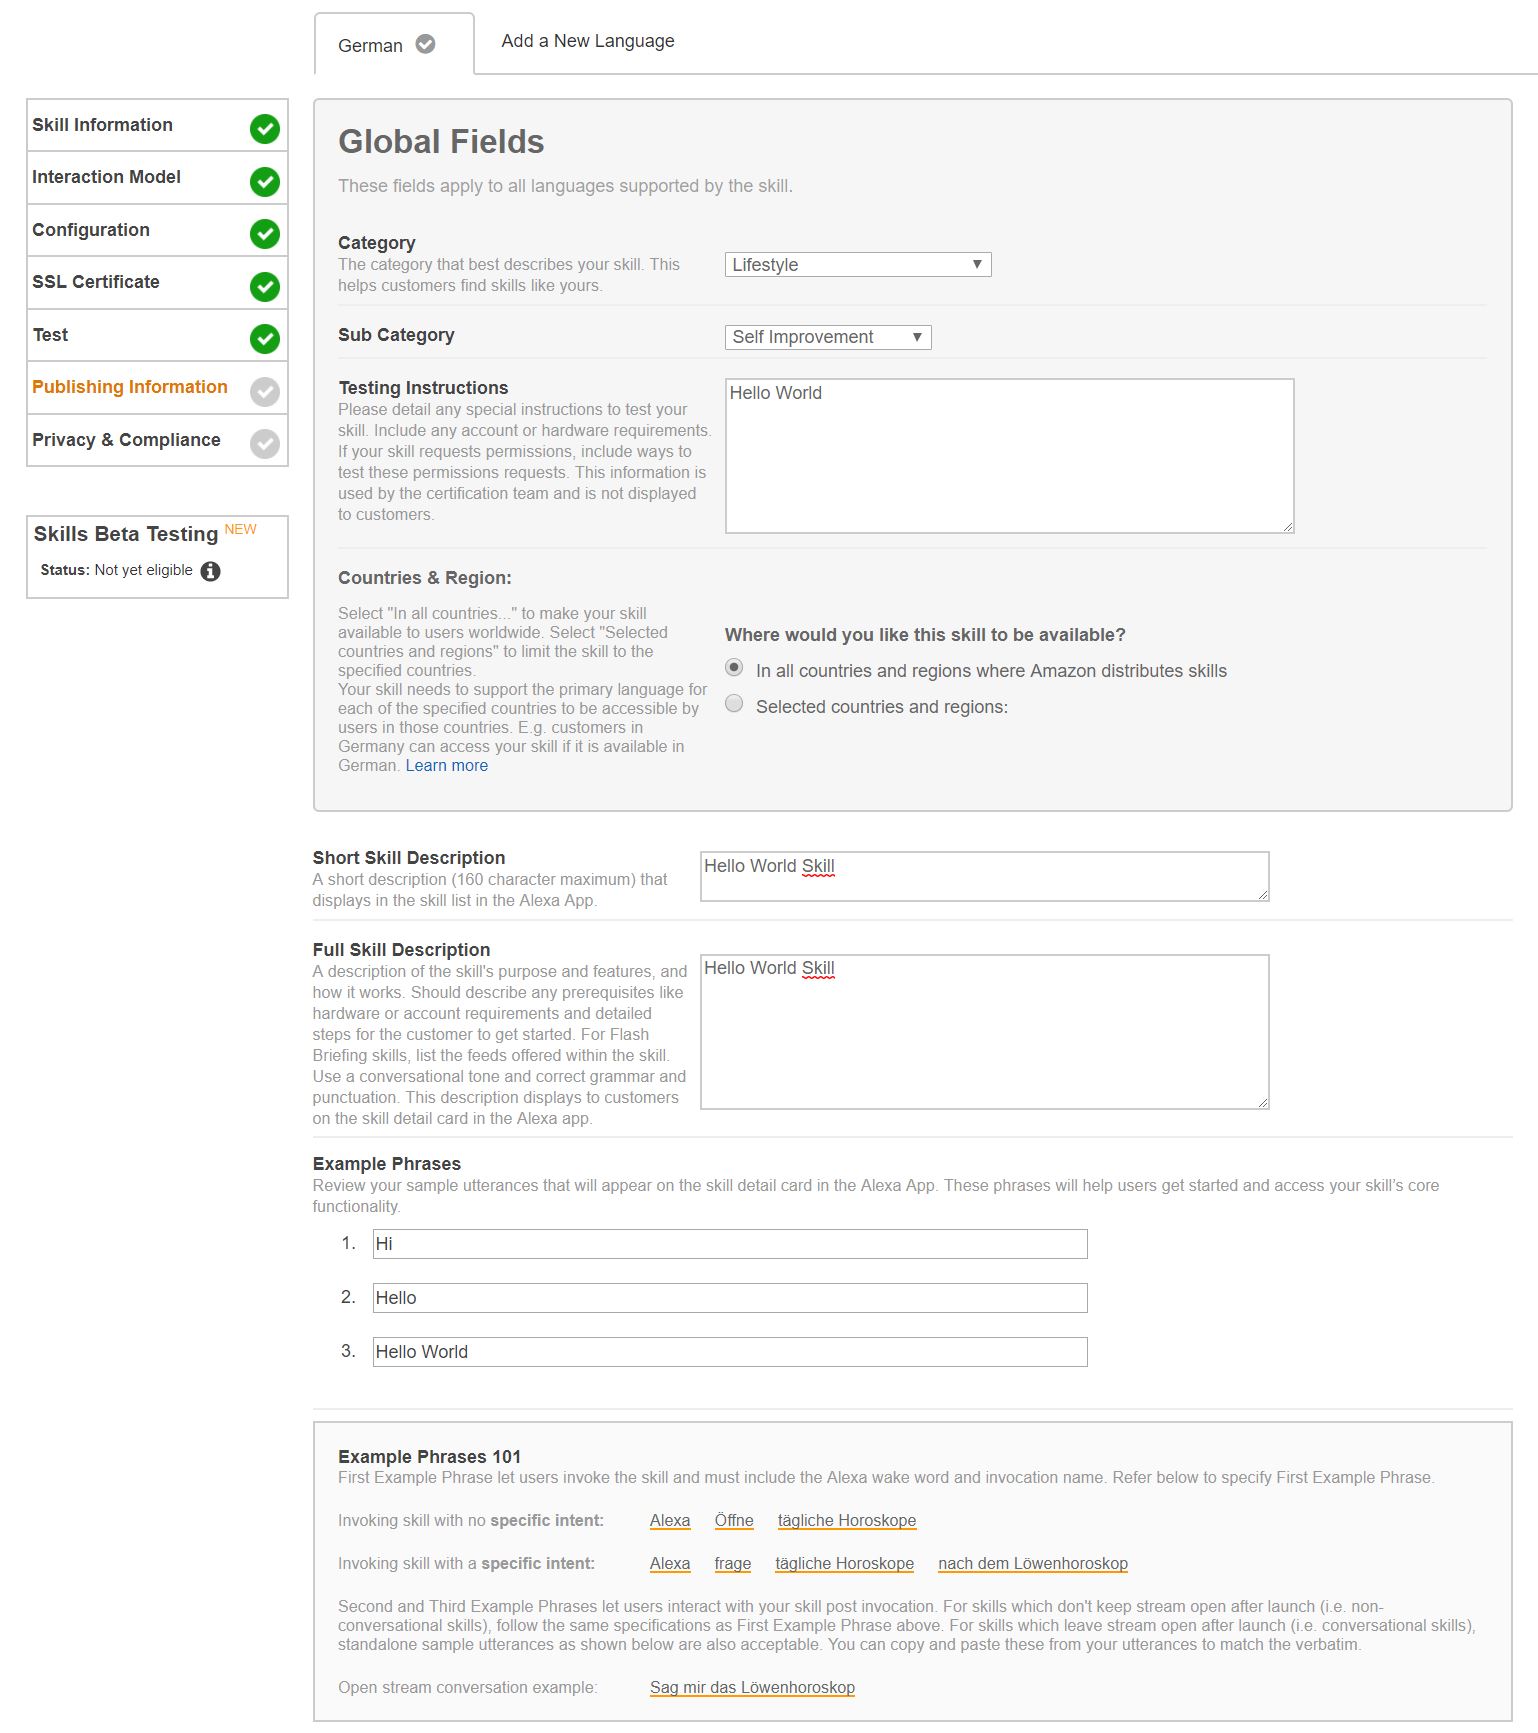 German
Add a New Language
Skill Information
Interaction Model
Configuration
SSL Certificate
Test
Publishing Information
Privacy & Compliance
Skills Beta Testing NEW
Status: Not yet eligible
Global Fields
These fields apply to all languages supported by the skill.
Category
The category that best describes your skill. This
helps customers find skills like yours.
Lifestyle
Sub Category
Self Improvement
Testing Instructions
Please detail any special instructions to test your
skill. Include any account or hardware requirements.
If your skill requests permissions, include ways to
test these permissions requests. This information is
used by the certification team and is not displayed
to customers.
Hello World
Countries & Region:
Select "In all countries..." to make your skill
available to users worldwide. Select "Selected
countries and regions" to limit the skill to the
specified countries.
Your skill needs to support the primary language for
each of the specified countries to be accessible by
users in those countries. E.g. customers in
Germany can access your skill if it is available in
German. Learn more
Where would you like this skill to be available?
In all countries and regions where Amazon distributes skills
Selected countries and regions:
Short Skill Description
A short description (160 character maximum) that
displays in the skill list in the Alexa App.
Hello World Skill
Full Skill Description
A description of the skill's purpose and features, and
how it works. Should describe any prerequisites like
hardware or account requirements and detailed
steps for the customer to get started. For Flash
Briefing skills, list the feeds offered within the skill.
Use a conversational tone and correct grammar and
punctuation. This description displays to customers
on the skill detail card in the Alexa app.
Hello World Skill
Example Phrases
Review your sample utterances that will appear on the skill detail card in the Alexa App. These phrases will help users get started and access your skill's core
functionality.
1. Hi
2. Hello
3. Hello World
Example Phrases 101
First Example Phrase let users invoke the skill and must include the Alexa wake word and invocation name. Refer below to specify First Example Phrase.
Invoking skill with no specific intent: Alexa Öffne tägliche Horoskope
Invoking skill with a specific intent: Alexa frage tägliche Horoskope nach dem Löwenhoroskop
Second and Third Example Phrases let users interact with your skill post invocation. For skills which don't keep stream open after launch (i.e. non-
conversational skills), follow the same specifications as First Example Phrase above. For skills which leave stream open after launch (i.e. conversational skills),
standalone sample utterances as shown below are also acceptable. You can copy and paste these from your utterances to match the verbatim.
Open stream conversation example: Sag mir das Löwenhoroskop